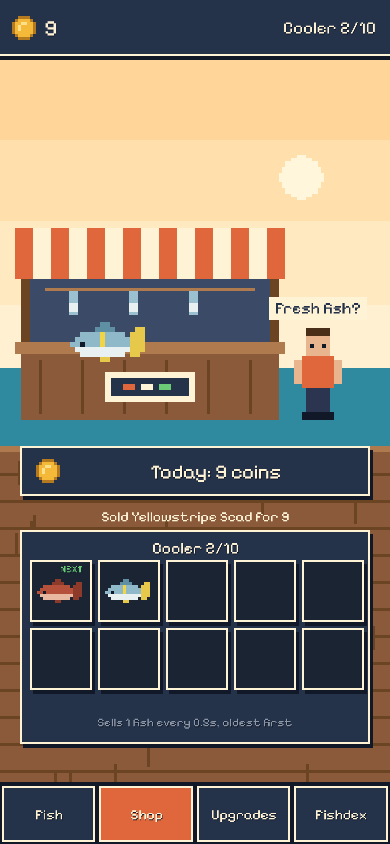 9
Cooler 2/10
Fresh fish?
Today: 9 coins
Sold Yellowstripe Scad for 9
Cooler 2/10
NEXT
Sells 1 fish every 0.8s, oldest first
Fish
Shop
Upgrades
Fishdex